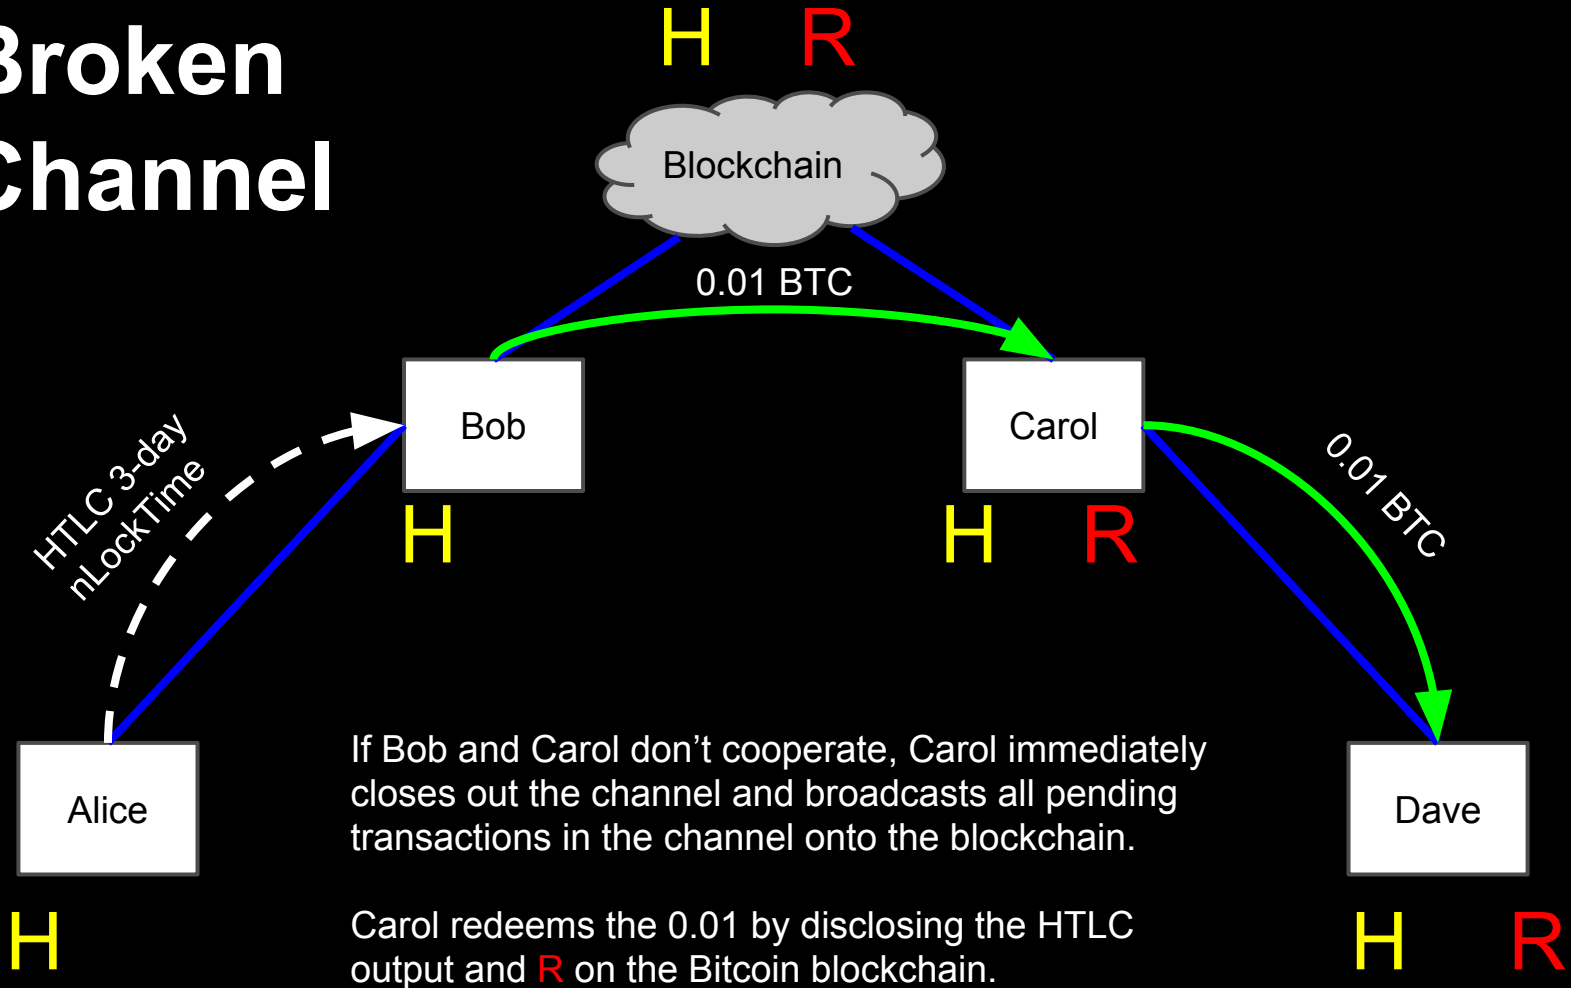 Broken
Channel
H R
Blockchain
0.01 BTC
Bob
Carol
HTLC 3-day
nLockTime
0.01 BTC
H
H R
If Bob and Carol don’t cooperate, Carol immediately
closes out the channel and broadcasts all pending
transactions in the channel onto the blockchain.
Alice
Dave
Carol redeems the 0.01 by disclosing the HTLC
output and R on the Bitcoin blockchain.
H
H R